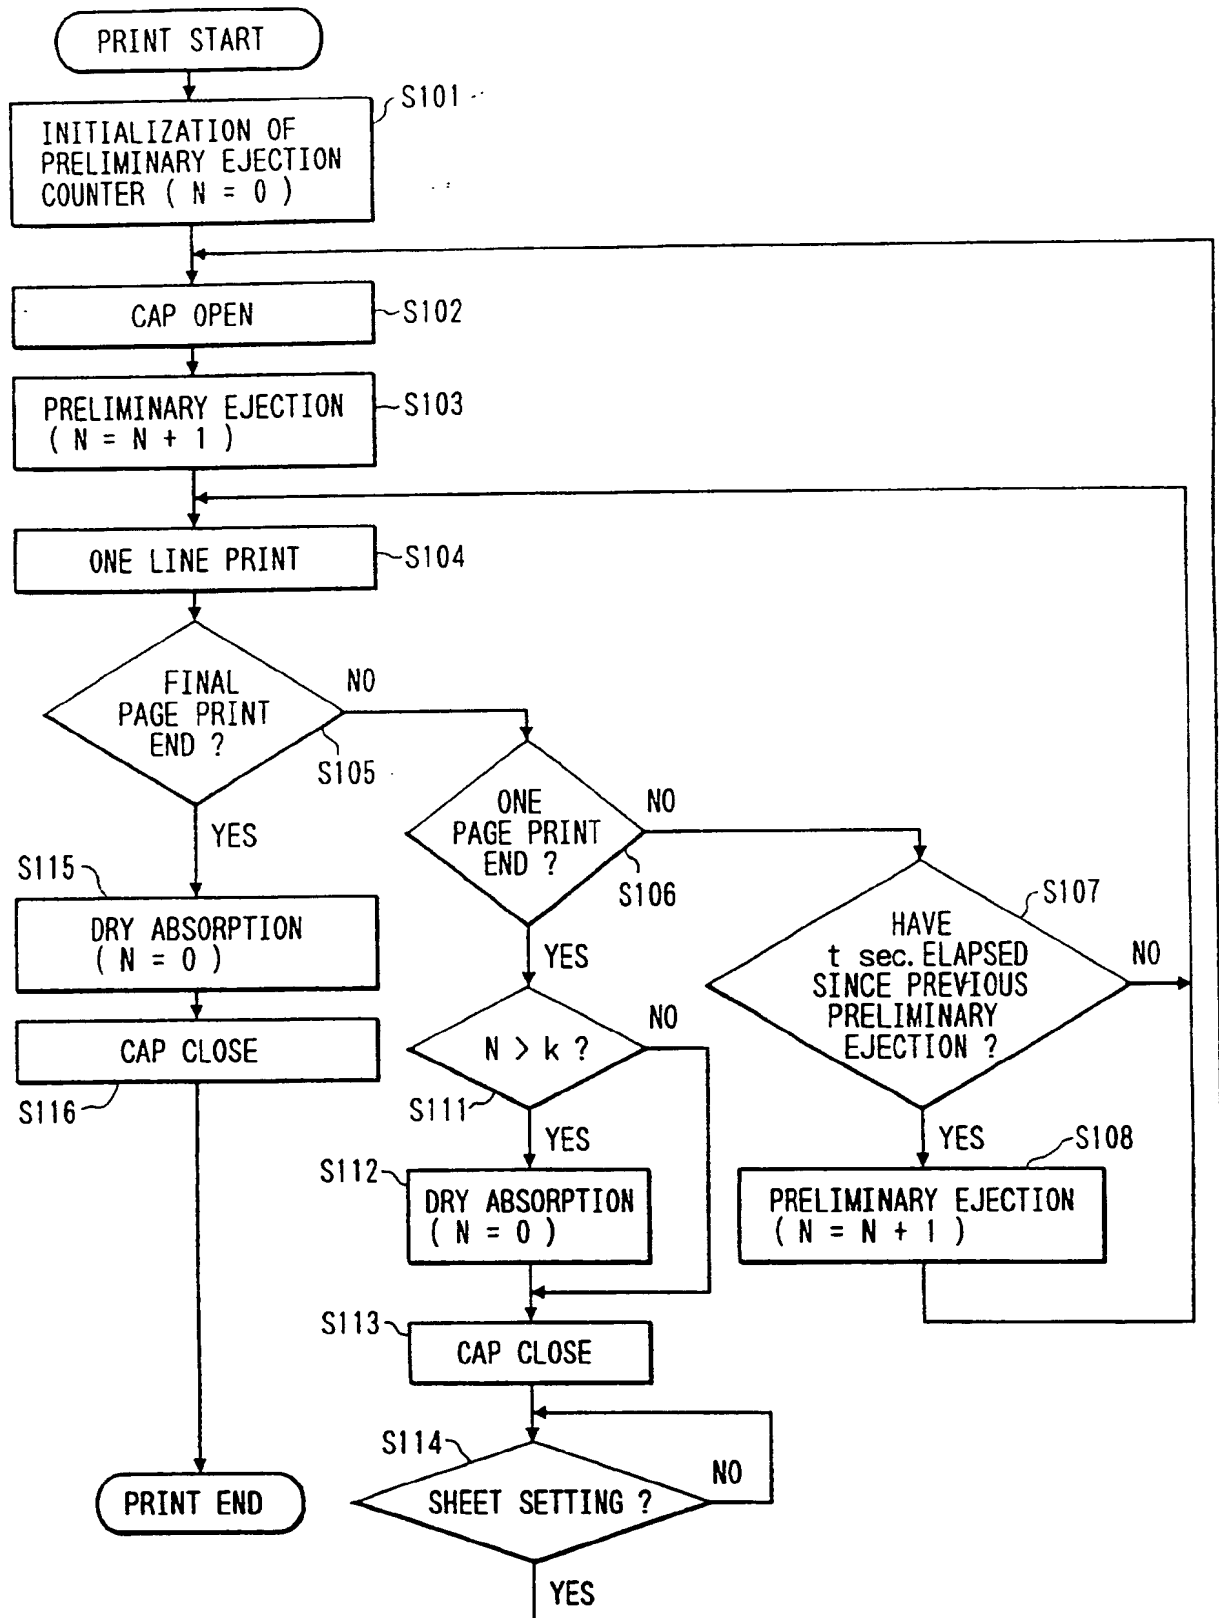 PRINT START
S101
INITIALIZATION OF
PRELIMINARY EJECTION
COUNTER ( N = 0 )
CAP OPEN
S102
PRELIMINARY EJECTION
( N = N + 1 )
S103
ONE LINE PRINT
S104
FINAL
PAGE PRINT
END ?
NO
S105
YES
ONE
PAGE PRINT
END ?
NO
S106
YES
S107
HAVE
t sec. ELAPSED
SINCE PREVIOUS
PRELIMINARY
EJECTION ?
NO
YES
S108
PRELIMINARY EJECTION
( N = N + 1 )
S115
DRY ABSORPTION
( N = 0 )
CAP CLOSE
S116
N > k ?
NO
S111
YES
S112
DRY ABSORPTION
( N = 0 )
S113
CAP CLOSE
S114
SHEET SETTING ?
NO
YES
PRINT END